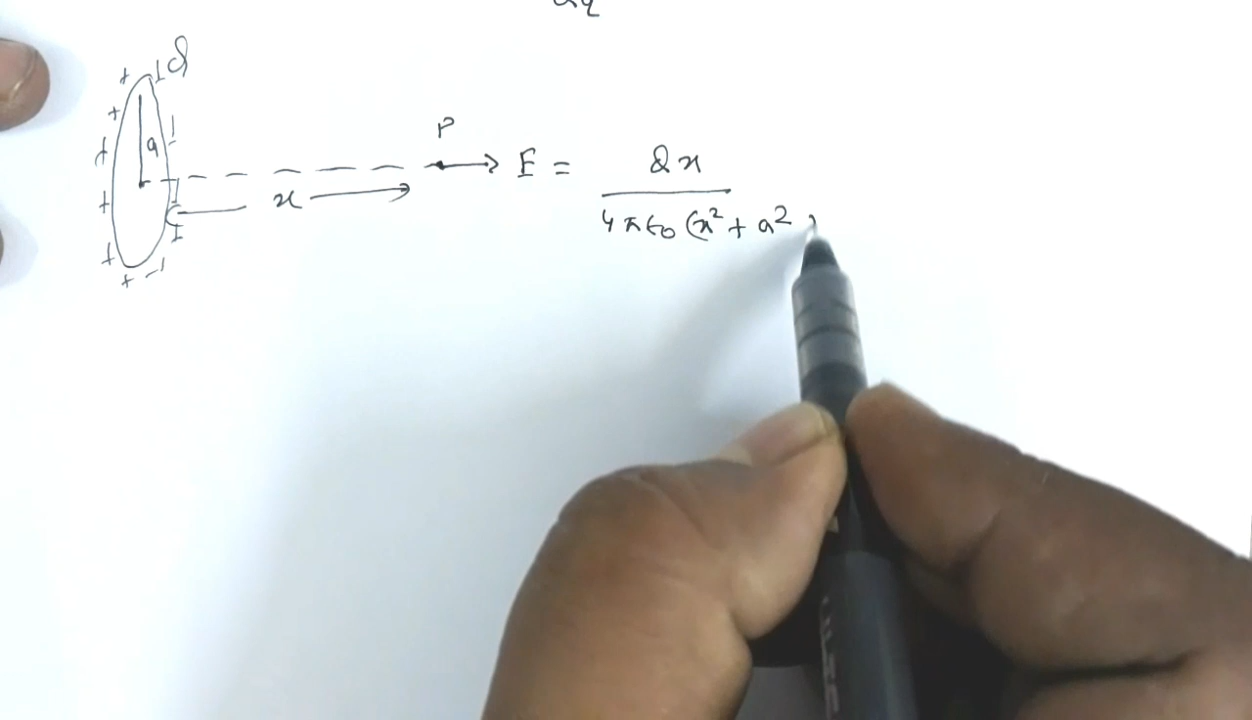 Q
a
P
x
E = Qx / 4πε₀ (x² + a²)